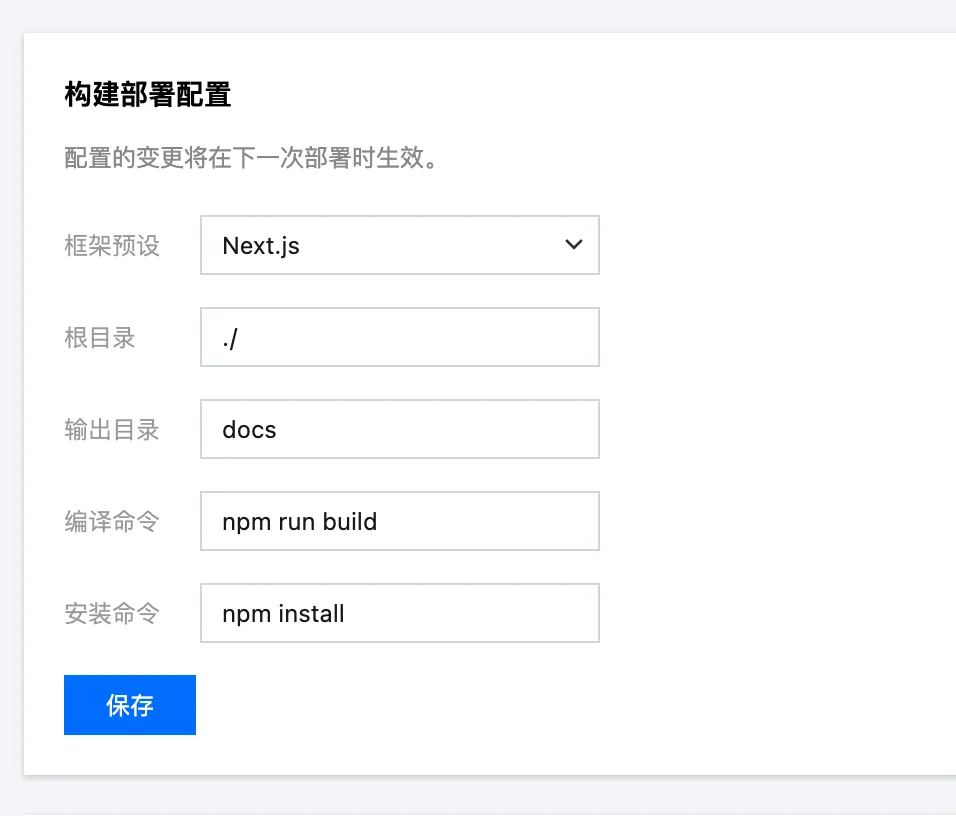 构建部署配置
配置的变更将在下一次部署时生效。
框架预设 Next.js
根目录 ./
输出目录 docs
编译命令 npm run build
安装命令 npm install
保存